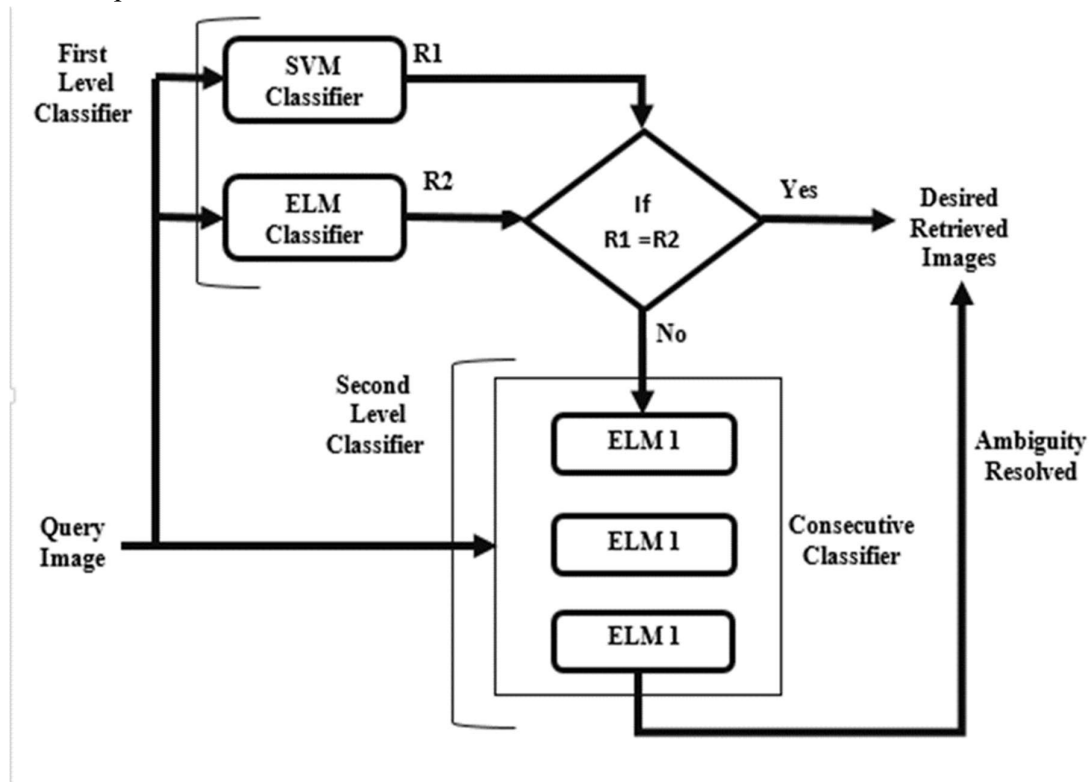 First
Level
Classifier
SVM
Classifier
R1
ELM
Classifier
R2
If
R1 =R2
Yes
Desired
Retrieved
Images
No
Second
Level
Classifier
ELM 1
ELM 1
ELM 1
Consecutive
Classifier
Ambiguity
Resolved
Query
Image